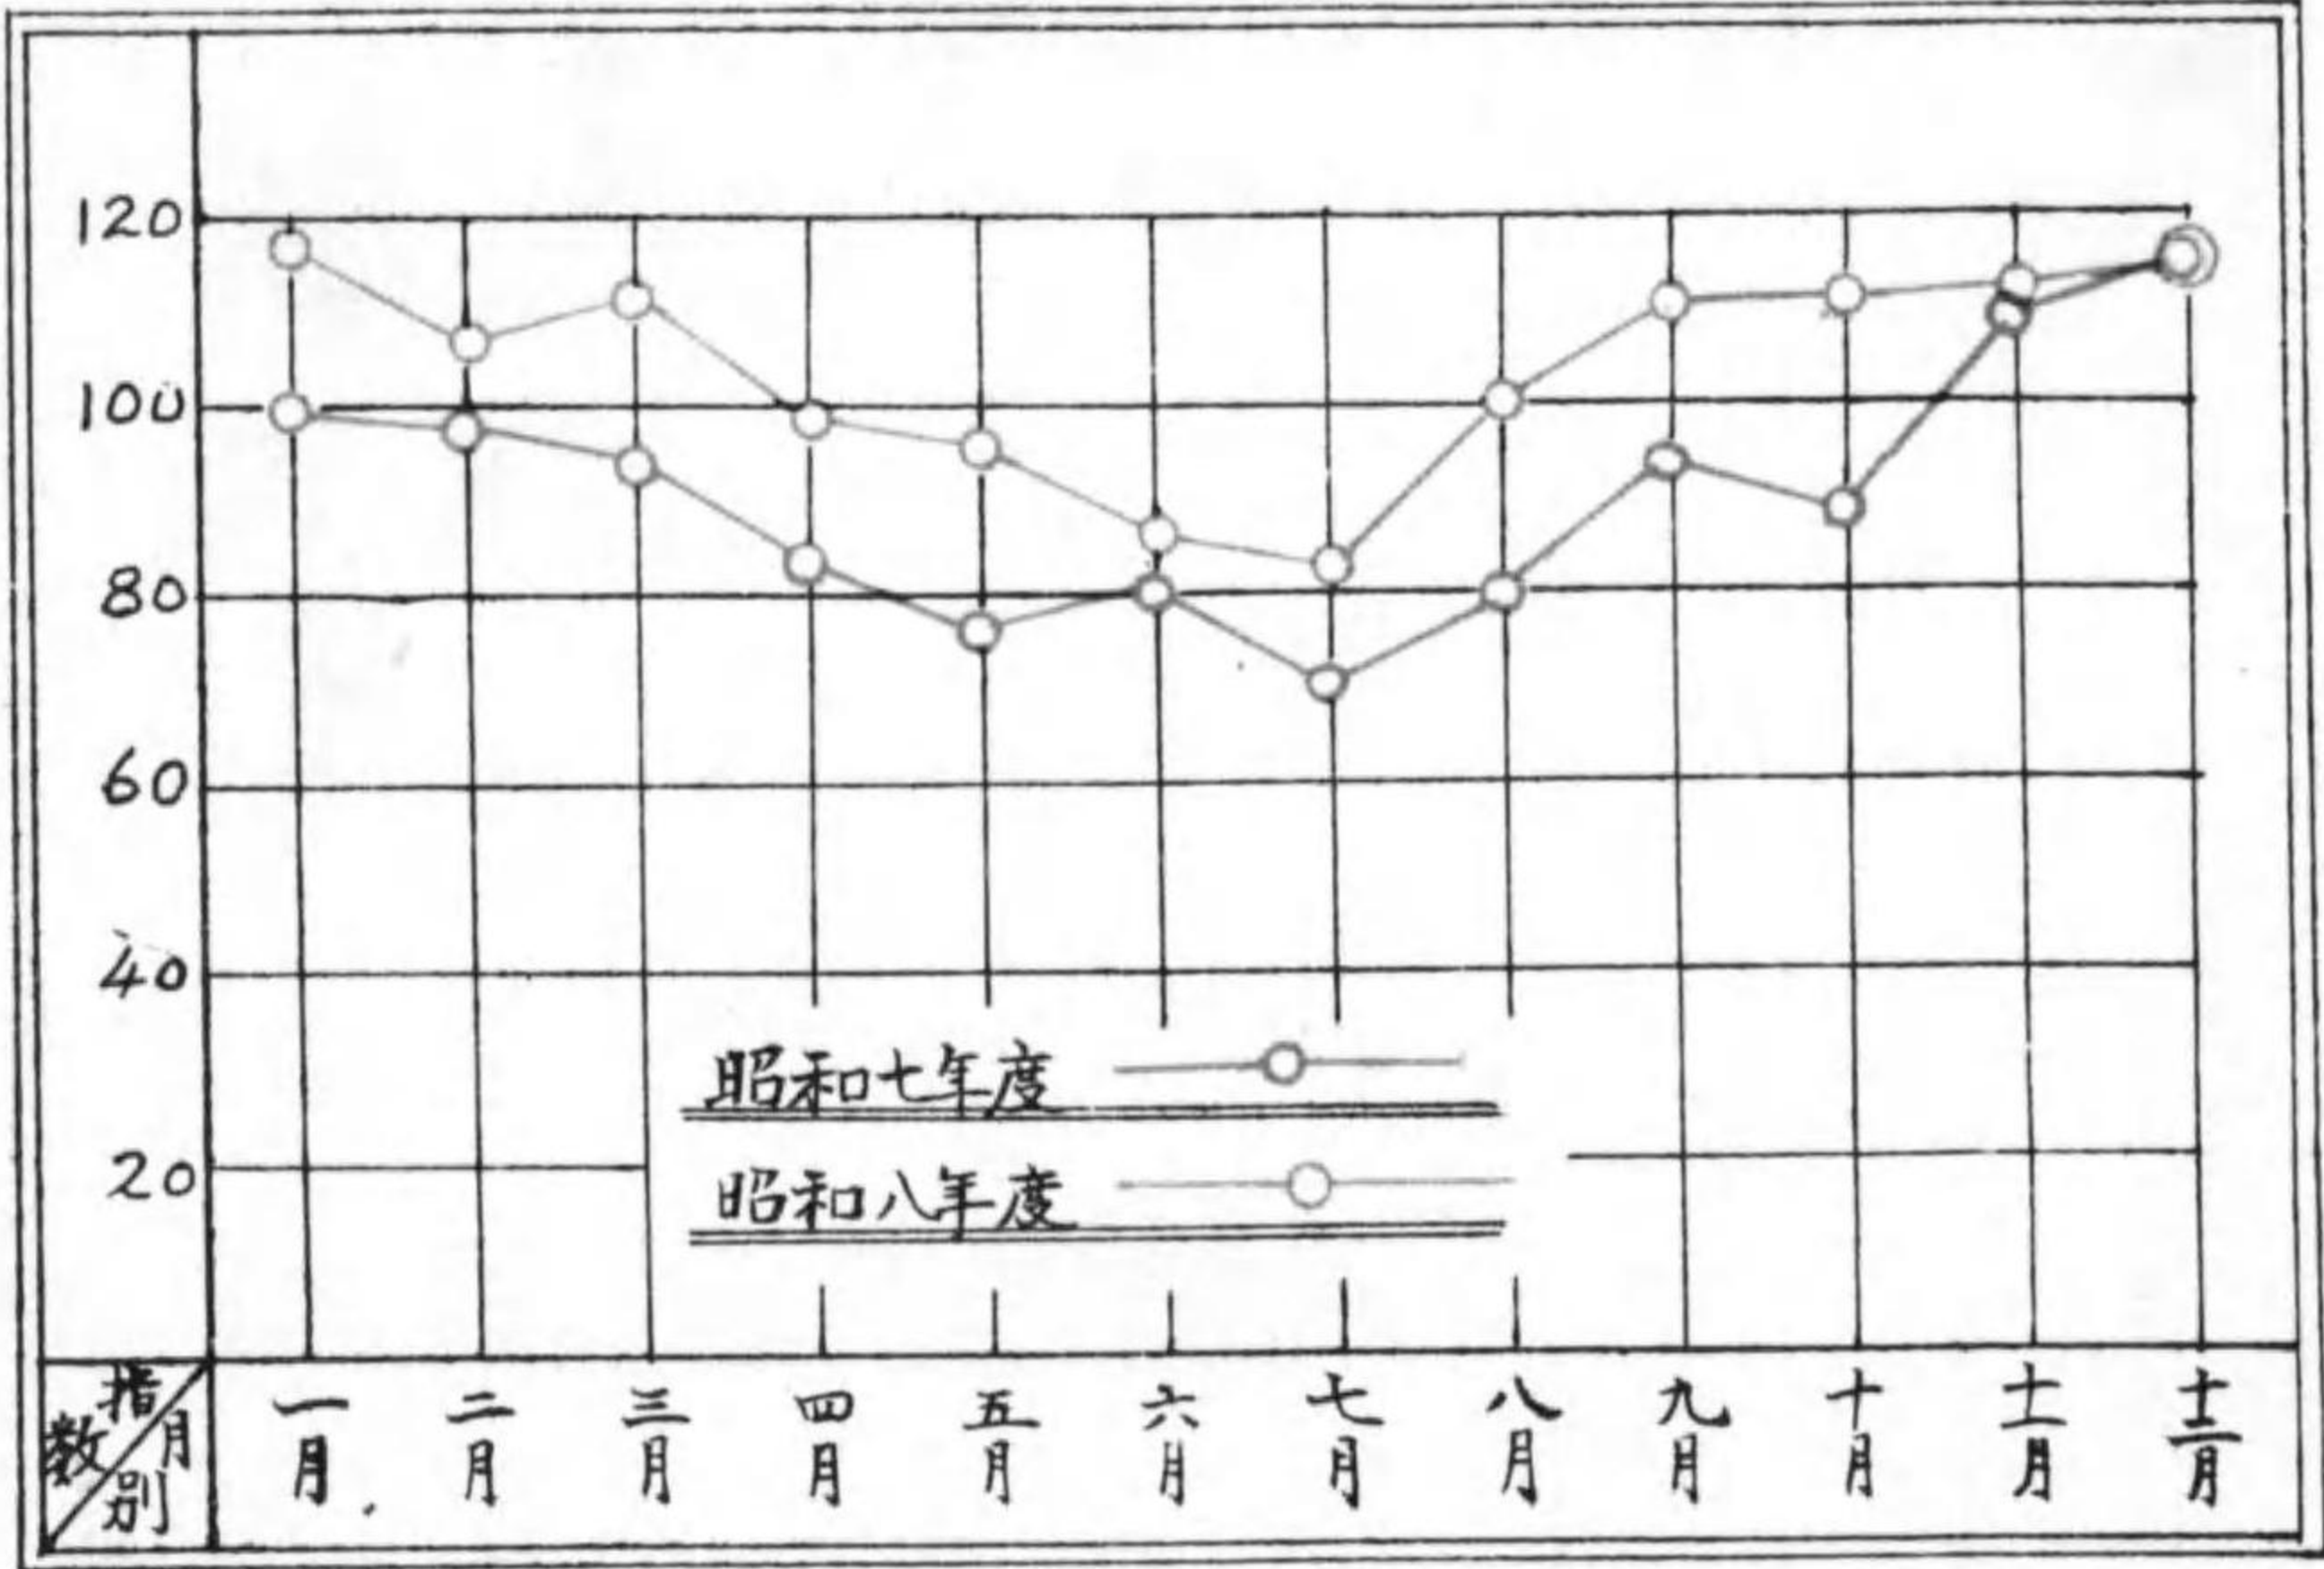 120
100
80
60
40
20
昭和七年度
昭和八年度
指数
月別
一月
二月
三月
四月
五月
六月
七月
八月
九月
十月
十一月
十二月